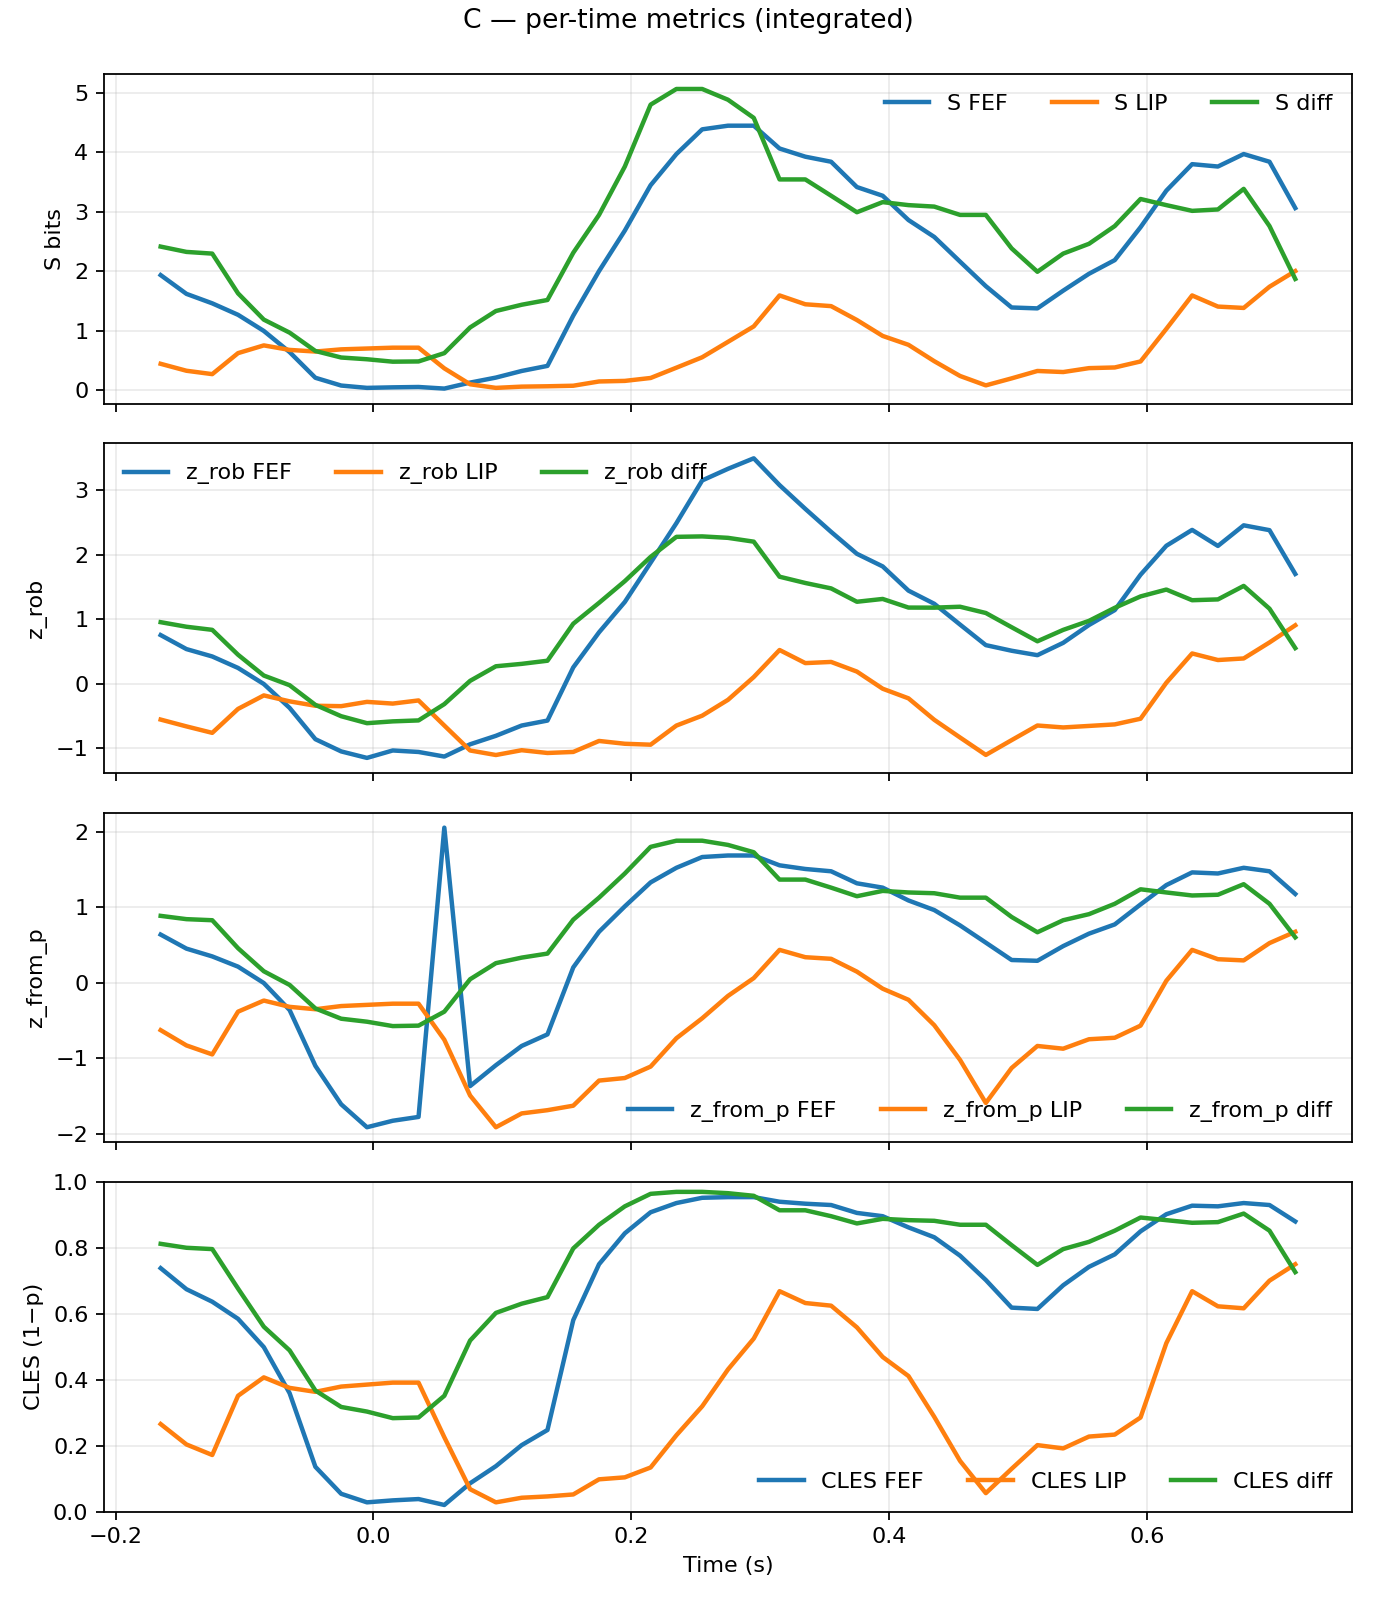 C — per-time metrics (integrated)
S FEF S LIP S diff
5
4
3
2
1
0
S bits
z_rob FEF z_rob LIP z_rob diff
3
2
1
0
−1
z_rob
2
1
0
−1
−2
z_from_p
z_from_p FEF z_from_p LIP z_from_p diff
1.0
0.8
0.6
0.4
0.2
0.0
CLES (1−p)
CLES FEF CLES LIP CLES diff
−0.2 0.0 0.2 0.4 0.6
Time (s)